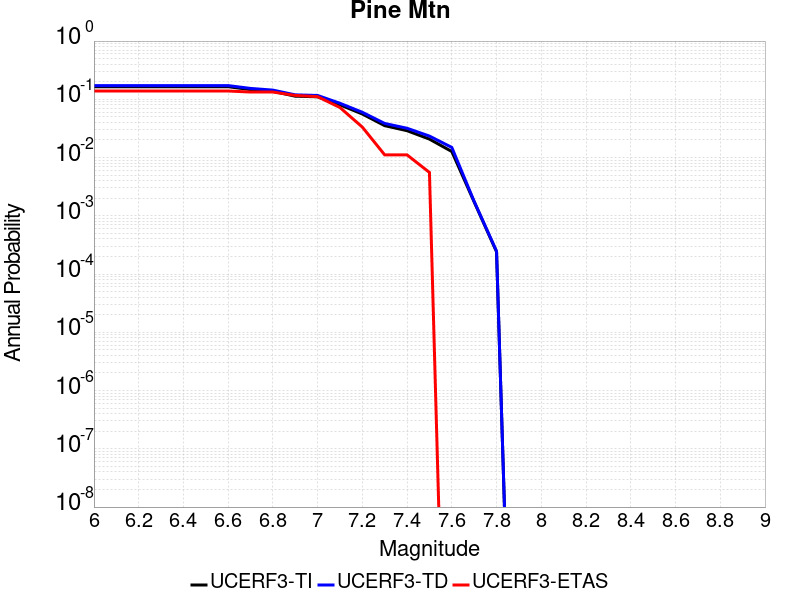 Pine Mtn
10^0
10^-1
10^-2
10^-3
10^-4
10^-5
10^-6
10^-7
10^-8
Annual Probability
6 6.2 6.4 6.6 6.8 7 7.2 7.4 7.6 7.8 8 8.2 8.4 8.6 8.8 9
Magnitude
UCERF3-TI UCERF3-TD UCERF3-ETAS